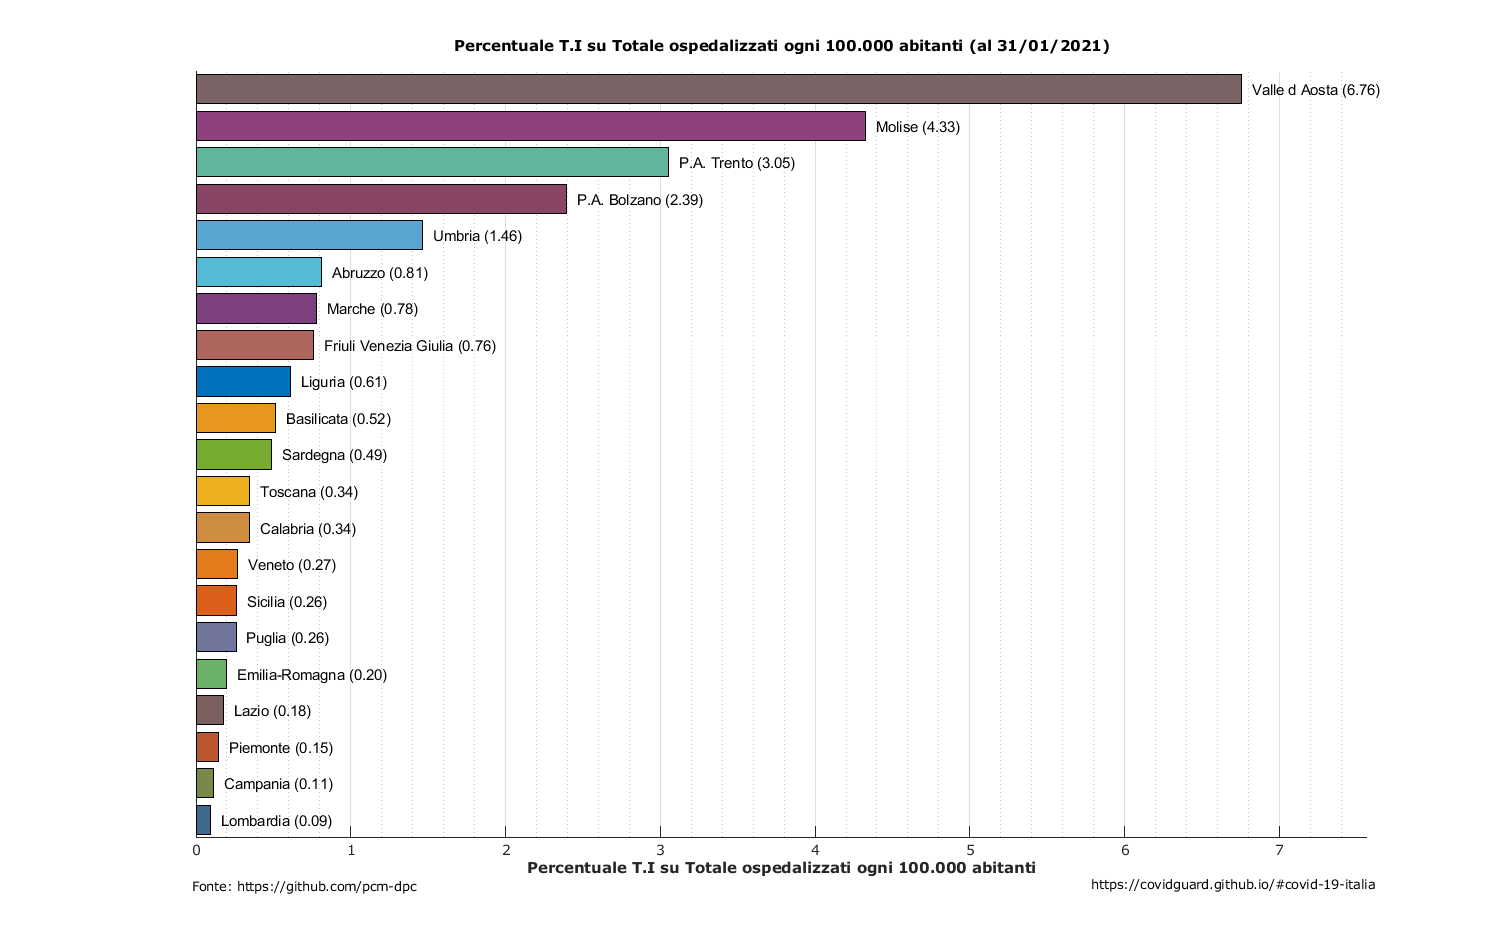 Percentuale T.I su Totale ospedalizzati ogni 100.000 abitanti (al 31/01/2021)
Valle d Aosta (6.76)
Molise (4.33)
P.A. Trento (3.05)
P.A. Bolzano (2.39)
Umbria (1.46)
Abruzzo (0.81)
Marche (0.78)
Friuli Venezia Giulia (0.76)
Liguria (0.61)
Basilicata (0.52)
Sardegna (0.49)
Toscana (0.34)
Calabria (0.34)
Veneto (0.27)
Sicilia (0.26)
Puglia (0.26)
Emilia-Romagna (0.20)
Lazio (0.18)
Piemonte (0.15)
Campania (0.11)
Lombardia (0.09)
0 1 2 3 4 5 6 7
Percentuale T.I su Totale ospedalizzati ogni 100.000 abitanti
Fonte: https://github.com/pcm-dpc
https://covidguard.github.io/#covid-19-italia